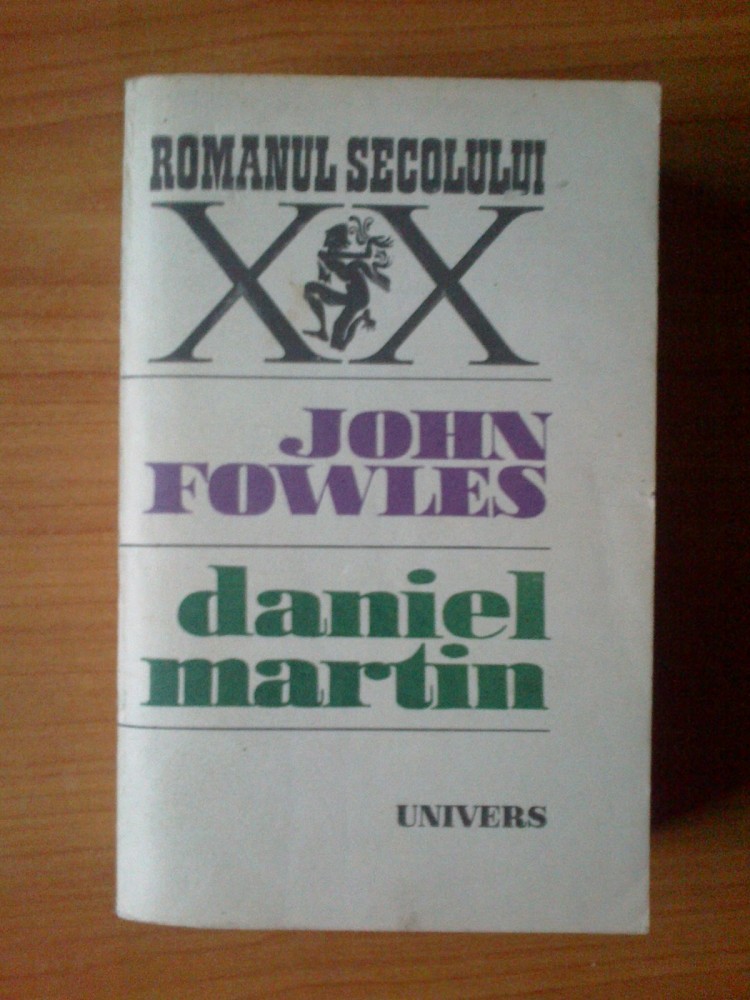 ROMANUL SECOLULUI
XX
JOHN
FOWLES
daniel
martin
UNIVERS